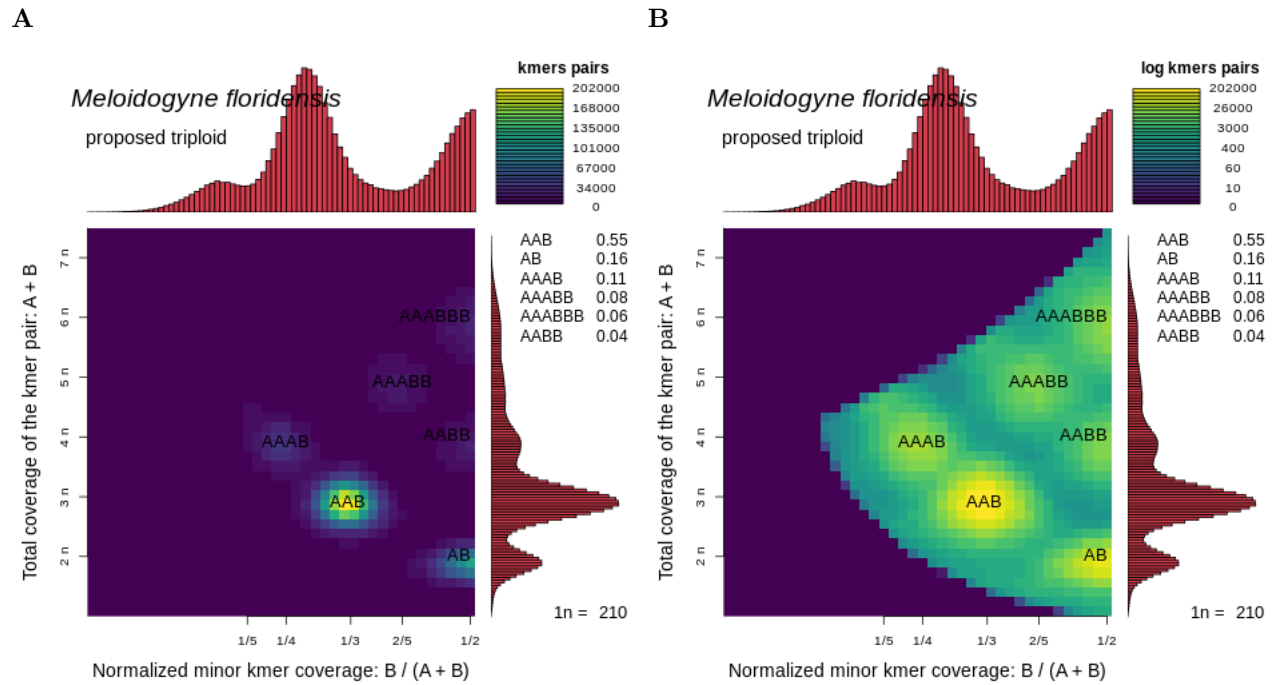 A
Meloidogyne floridensis
proposed triploid
kmers pairs
202000
168000
135000
101000
67000
34000
0
Total coverage of the kmer pair: A + B
7 n
6 n
5 n
4 n
3 n
2 n
AAABBB
AAABB
AABB
AAAB
AAB
AB
AAB 0.55
AB 0.16
AAAB 0.11
AAABB 0.08
AAABBB 0.06
AABB 0.04
1n = 210
1/5 1/4 1/3 2/5 1/2
Normalized minor kmer coverage: B / (A + B)
B
Meloidogyne floridensis
proposed triploid
log kmers pairs
202000
26000
3000
400
60
10
0
Total coverage of the kmer pair: A + B
7 n
6 n
5 n
4 n
3 n
2 n
AAABBB
AAABB
AABB
AAAB
AAB
AB
AAB 0.55
AB 0.16
AAAB 0.11
AAABB 0.08
AAABBB 0.06
AABB 0.04
1n = 210
1/5 1/4 1/3 2/5 1/2
Normalized minor kmer coverage: B / (A + B)